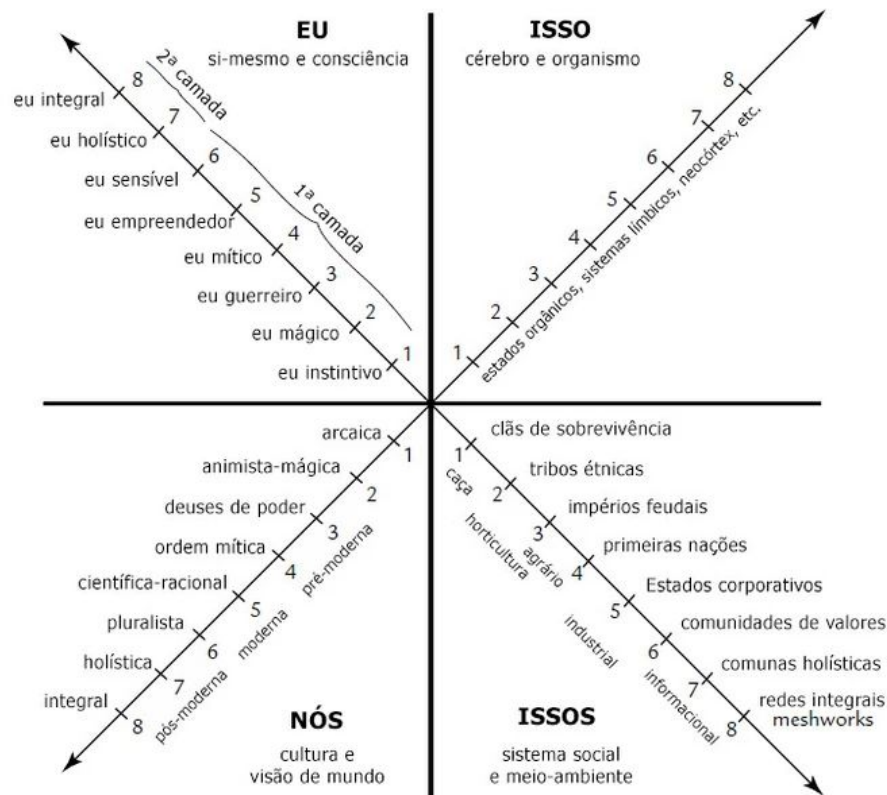 EU
si-mesmo e consciência
2ª camada
1ª camada
8
eu integral
7
eu holístico
6
eu sensível
5
eu empreendedor
4
eu mítico
3
eu guerreiro
2
eu mágico
1
eu instintivo
ISSO
cérebro e organismo
8
7
6
5
4
3
2
1
estados orgânicos, sistemas límbicos, neocórtex, etc.
arcaica
1
animista-mágica
2
deuses de poder
3
ordem mítica
4
científica-racional
5
pluralista
6
holística
7
integral
8
pré-moderna
moderna
pós-moderna
NÓS
cultura e
visão de mundo
clãs de sobrevivência
1
tribos étnicas
2
impérios feudais
3
primeiras nações
4
Estados corporativos
5
comunidades de valores
6
comunas holísticas
7
redes integrais
meshworks
8
caça
horticultura
agrário
industrial
informacional
ISSOS
sistema social
e meio-ambiente